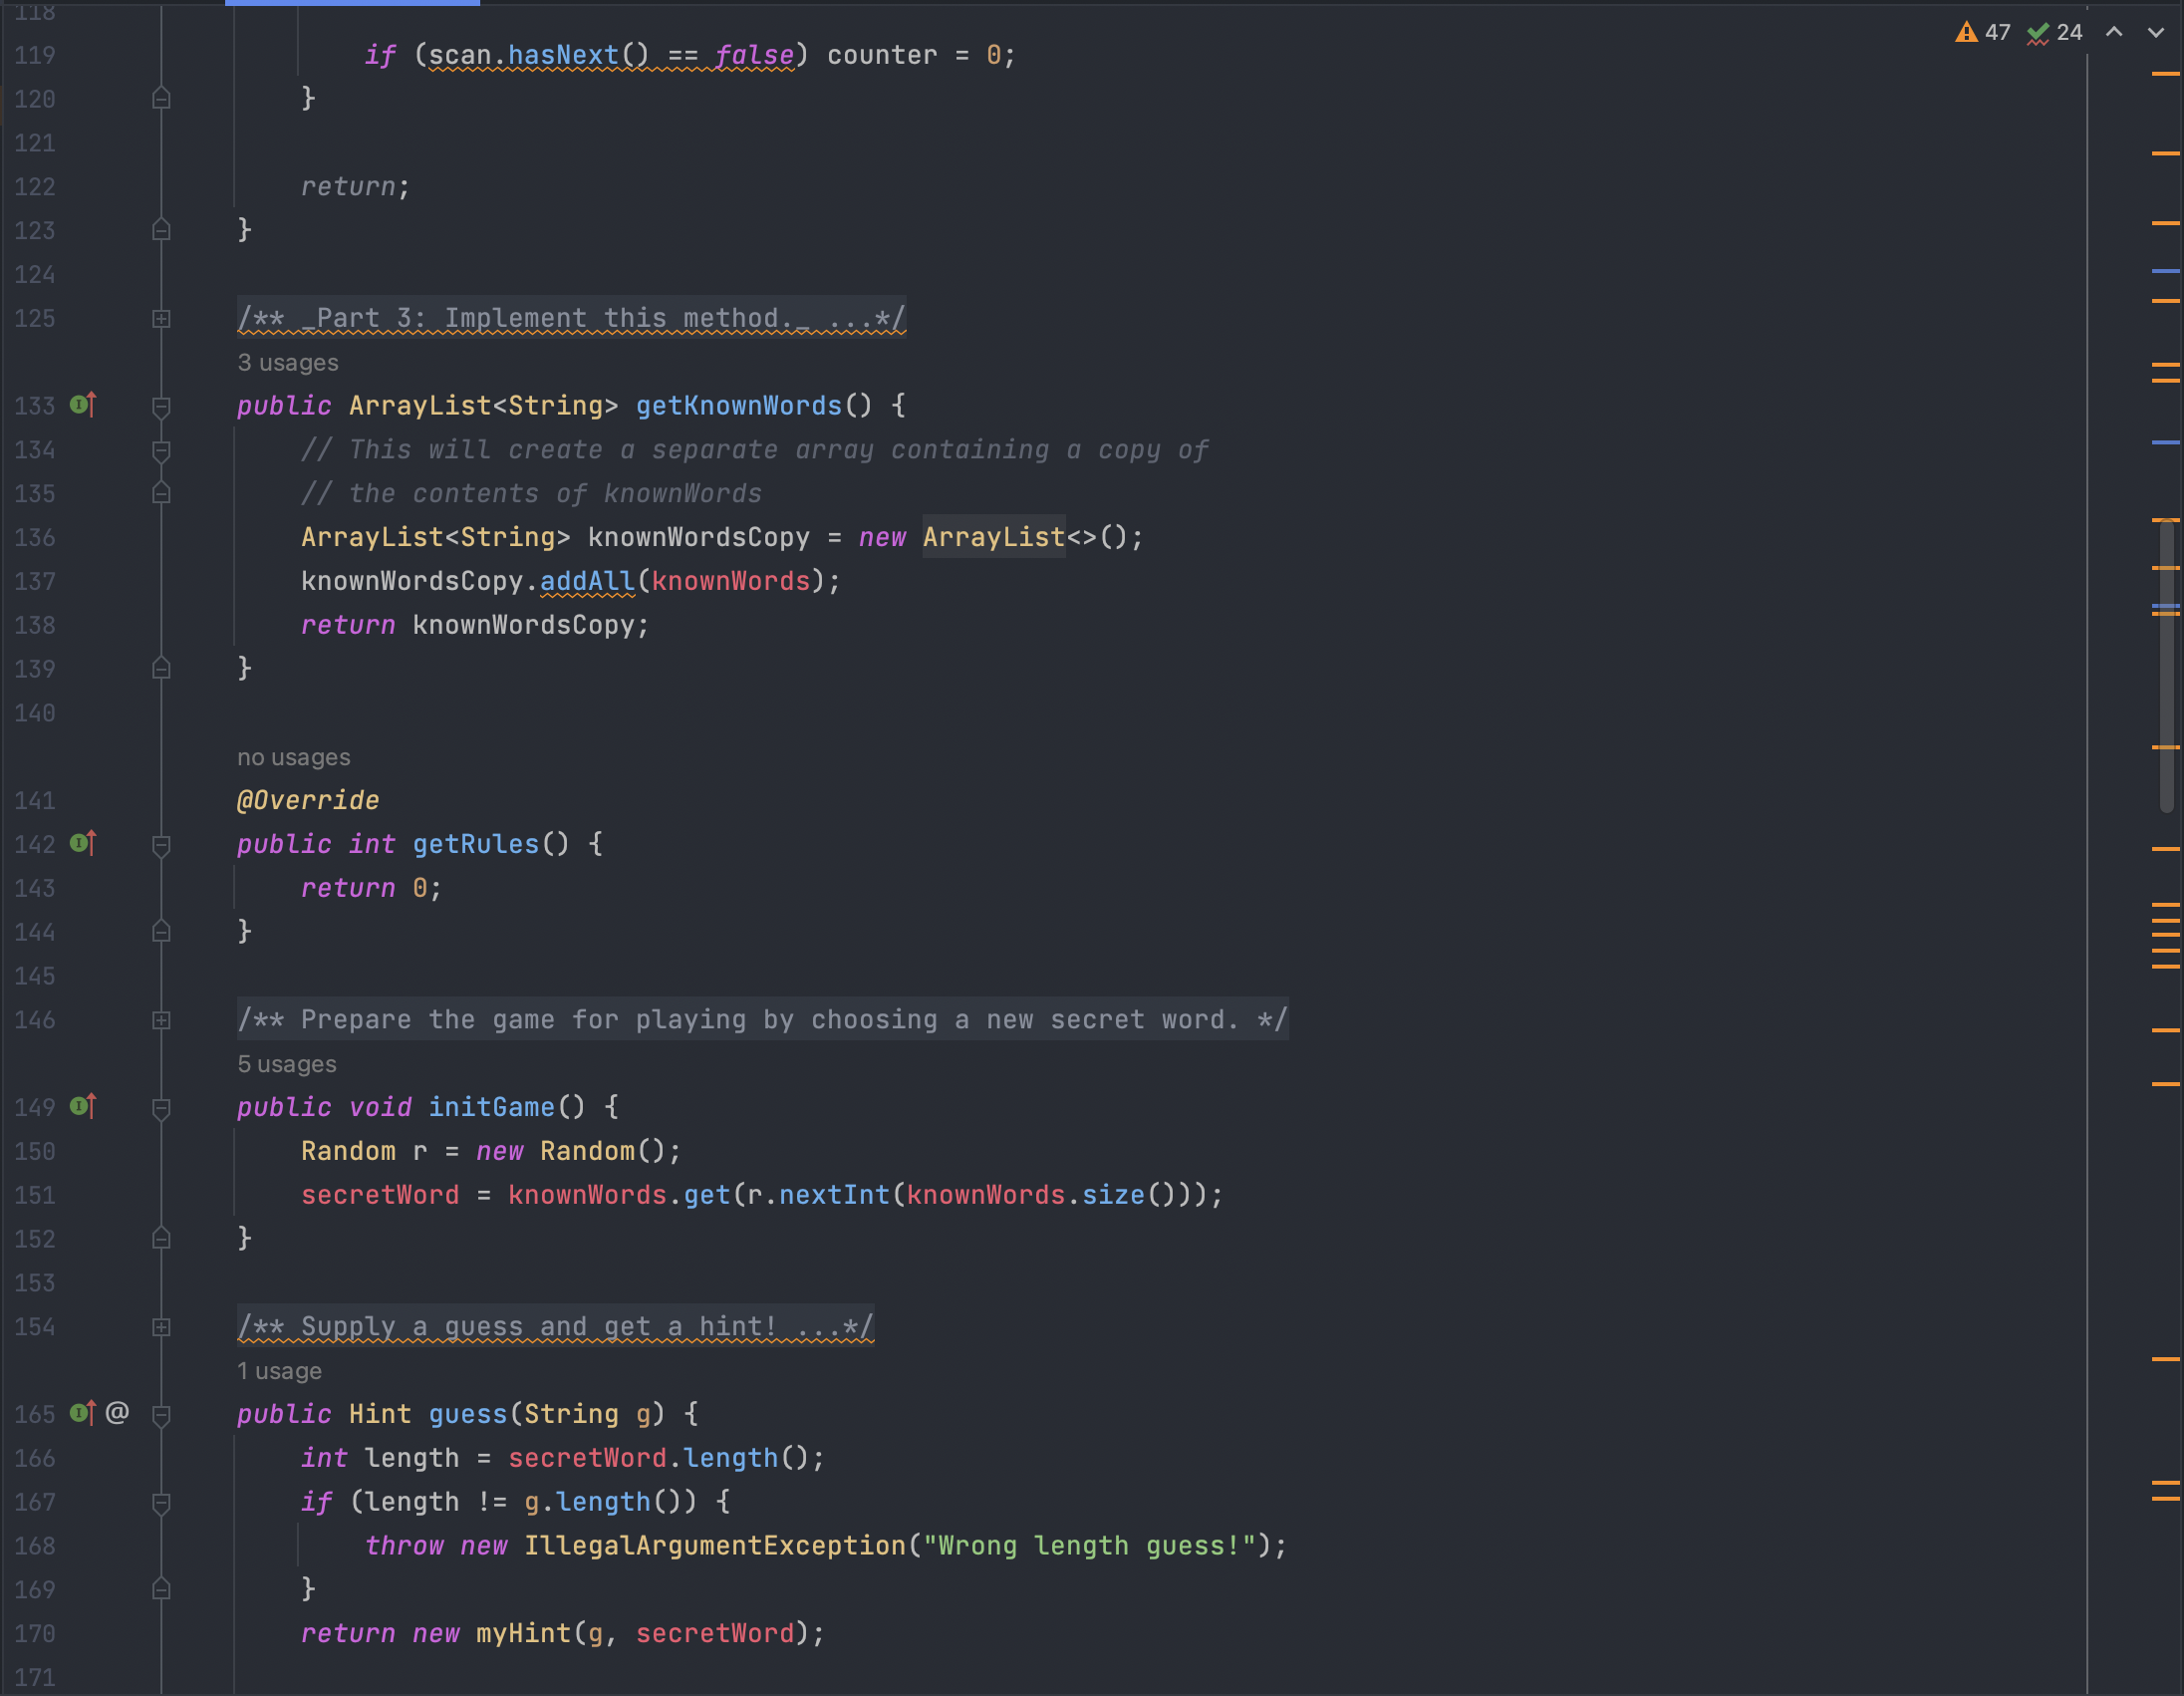 118
47 24
119 if (scan.hasNext() == false) counter = 0;
120 }
121
122 return;
123 }
124
125 /** _Part 3: Implement this method._ ...*/
3 usages
133 public ArrayList<String> getKnownWords() {
134 // This will create a separate array containing a copy of
135 // the contents of knownWords
136 ArrayList<String> knownWordsCopy = new ArrayList<>();
137 knownWordsCopy.addAll(knownWords);
138 return knownWordsCopy;
139 }
140
no usages
141 @Override
142 public int getRules() {
143 return 0;
144 }
145
146 /** Prepare the game for playing by choosing a new secret word. */
5 usages
149 public void initGame() {
150 Random r = new Random();
151 secretWord = knownWords.get(r.nextInt(knownWords.size()));
152 }
153
154 /** Supply a guess and get a hint! ...*/
1 usage
165 @ public Hint guess(String g) {
166 int length = secretWord.length();
167 if (length != g.length()) {
168 throw new IllegalArgumentException("Wrong length guess!");
169 }
170 return new myHint(g, secretWord);
171